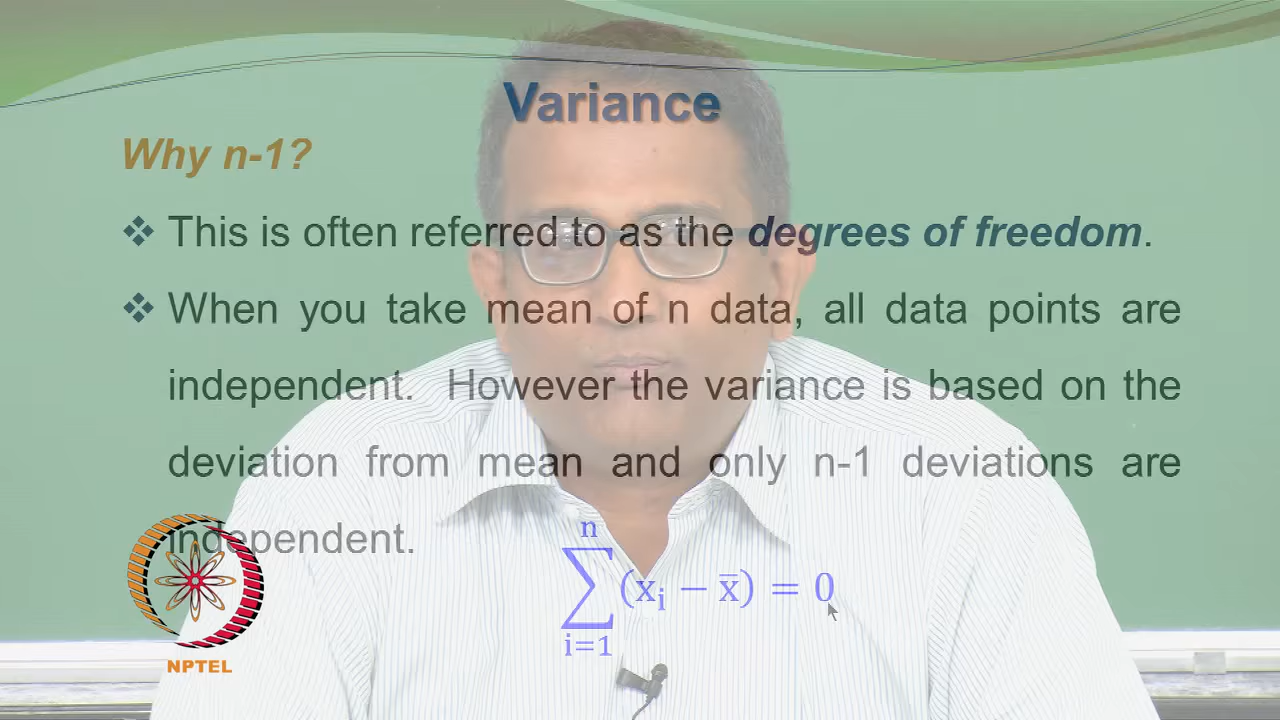 Variance
Why n-1?
❖ This is often referred to as the degrees of freedom.
❖ When you take mean of n data, all data points are
independent. However the variance is based on the
deviation from mean and only n-1 deviations are
independent.
n
∑(xᵢ − x̄) = 0
i=1
NPTEL